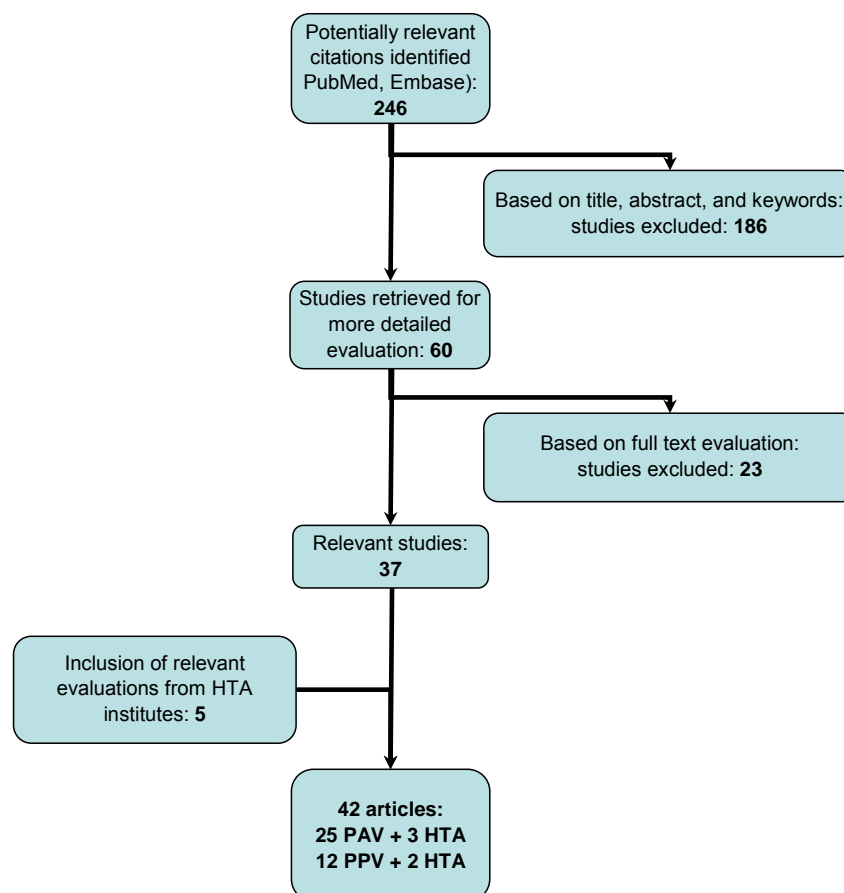 Potentially relevant
citations identified
PubMed, Embase):
246
Based on title, abstract, and keywords:
studies excluded: 186
Studies retrieved for
more detailed
evaluation: 60
Based on full text evaluation:
studies excluded: 23
Relevant studies:
37
Inclusion of relevant
evaluations from HTA
institutes: 5
42 articles:
25 PAV + 3 HTA
12 PPV + 2 HTA